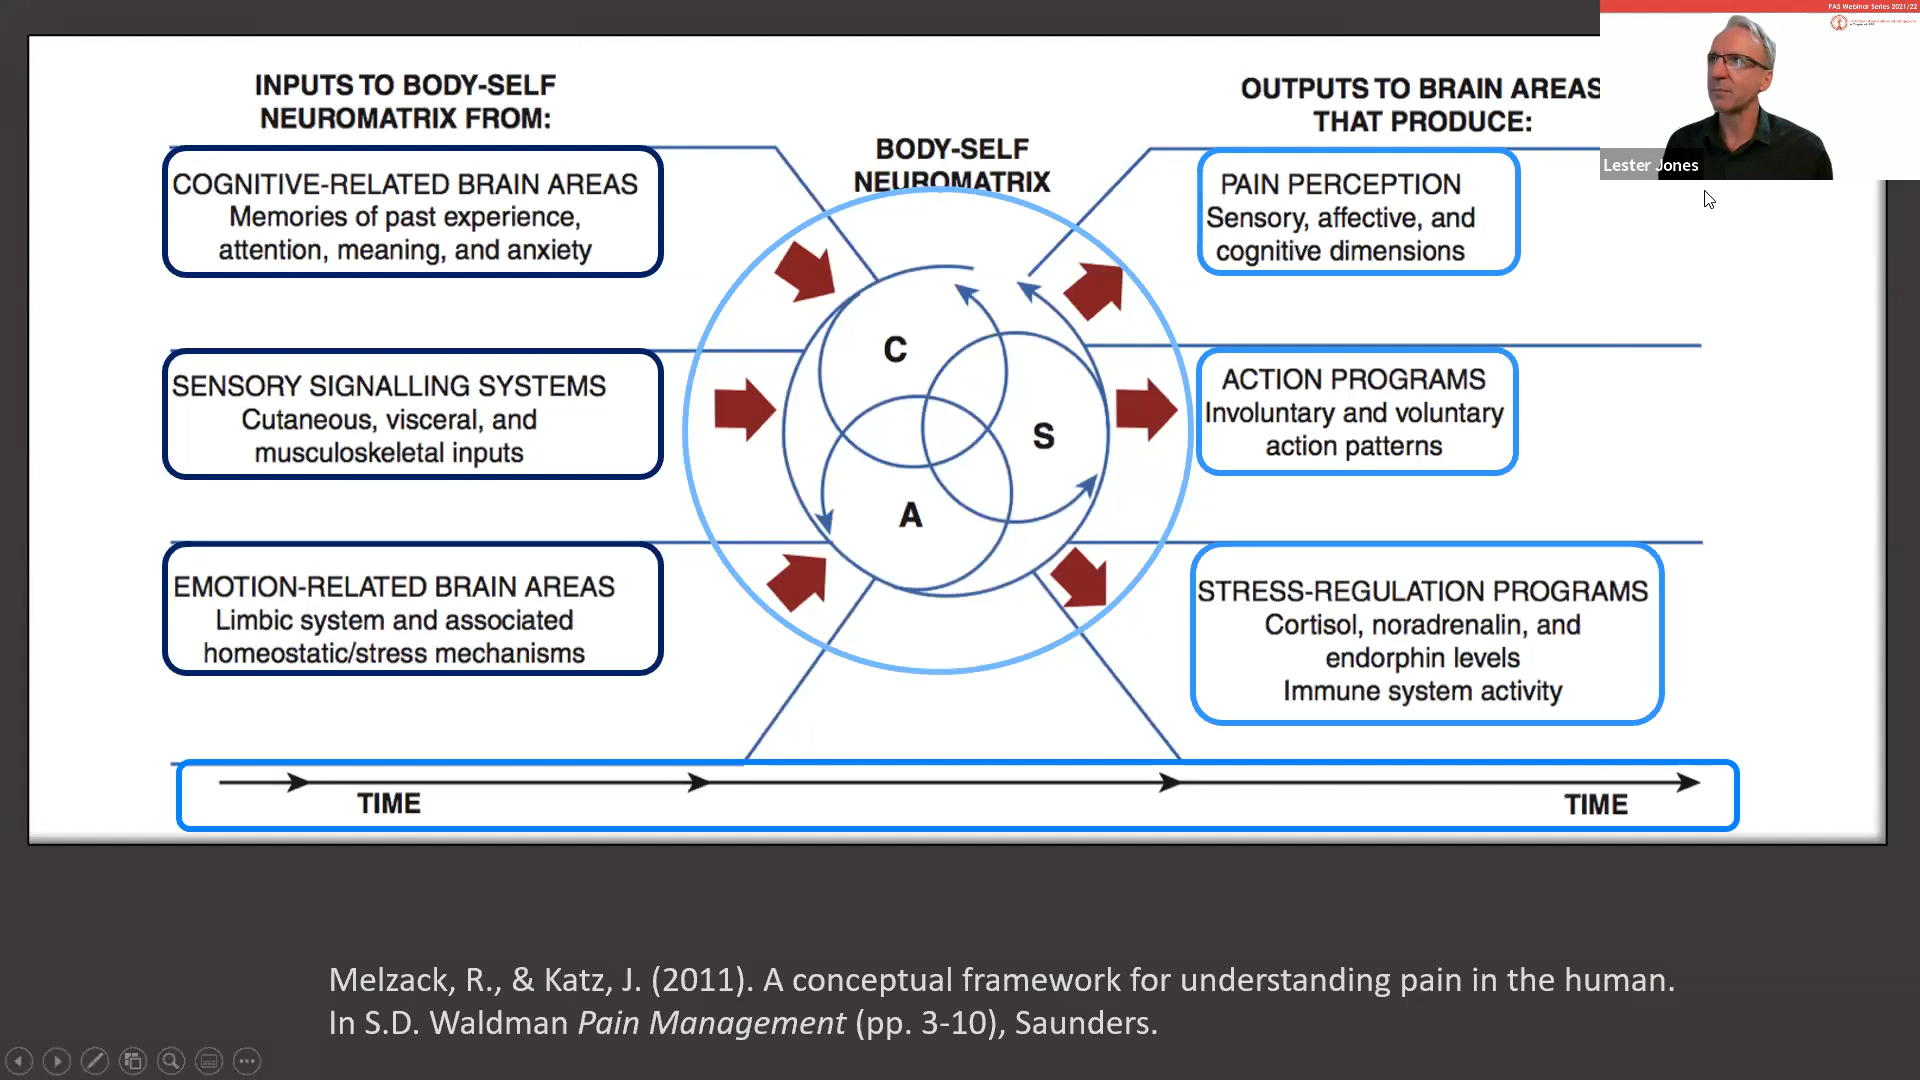 PAS Webinar Series 2021/22
INPUTS TO BODY-SELF
NEUROMATRIX FROM:
BODY-SELF
NEUROMATRIX
OUTPUTS TO BRAIN AREAS
THAT PRODUCE:
Lester Jones
COGNITIVE-RELATED BRAIN AREAS
Memories of past experience,
attention, meaning, and anxiety
SENSORY SIGNALLING SYSTEMS
Cutaneous, visceral, and
musculoskeletal inputs
EMOTION-RELATED BRAIN AREAS
Limbic system and associated
homeostatic/stress mechanisms
C
S
A
PAIN PERCEPTION
Sensory, affective, and
cognitive dimensions
ACTION PROGRAMS
Involuntary and voluntary
action patterns
STRESS-REGULATION PROGRAMS
Cortisol, noradrenalin, and
endorphin levels
Immune system activity
TIME
TIME
Melzack, R., & Katz, J. (2011). A conceptual framework for understanding pain in the human.
In S.D. Waldman Pain Management (pp. 3-10), Saunders.